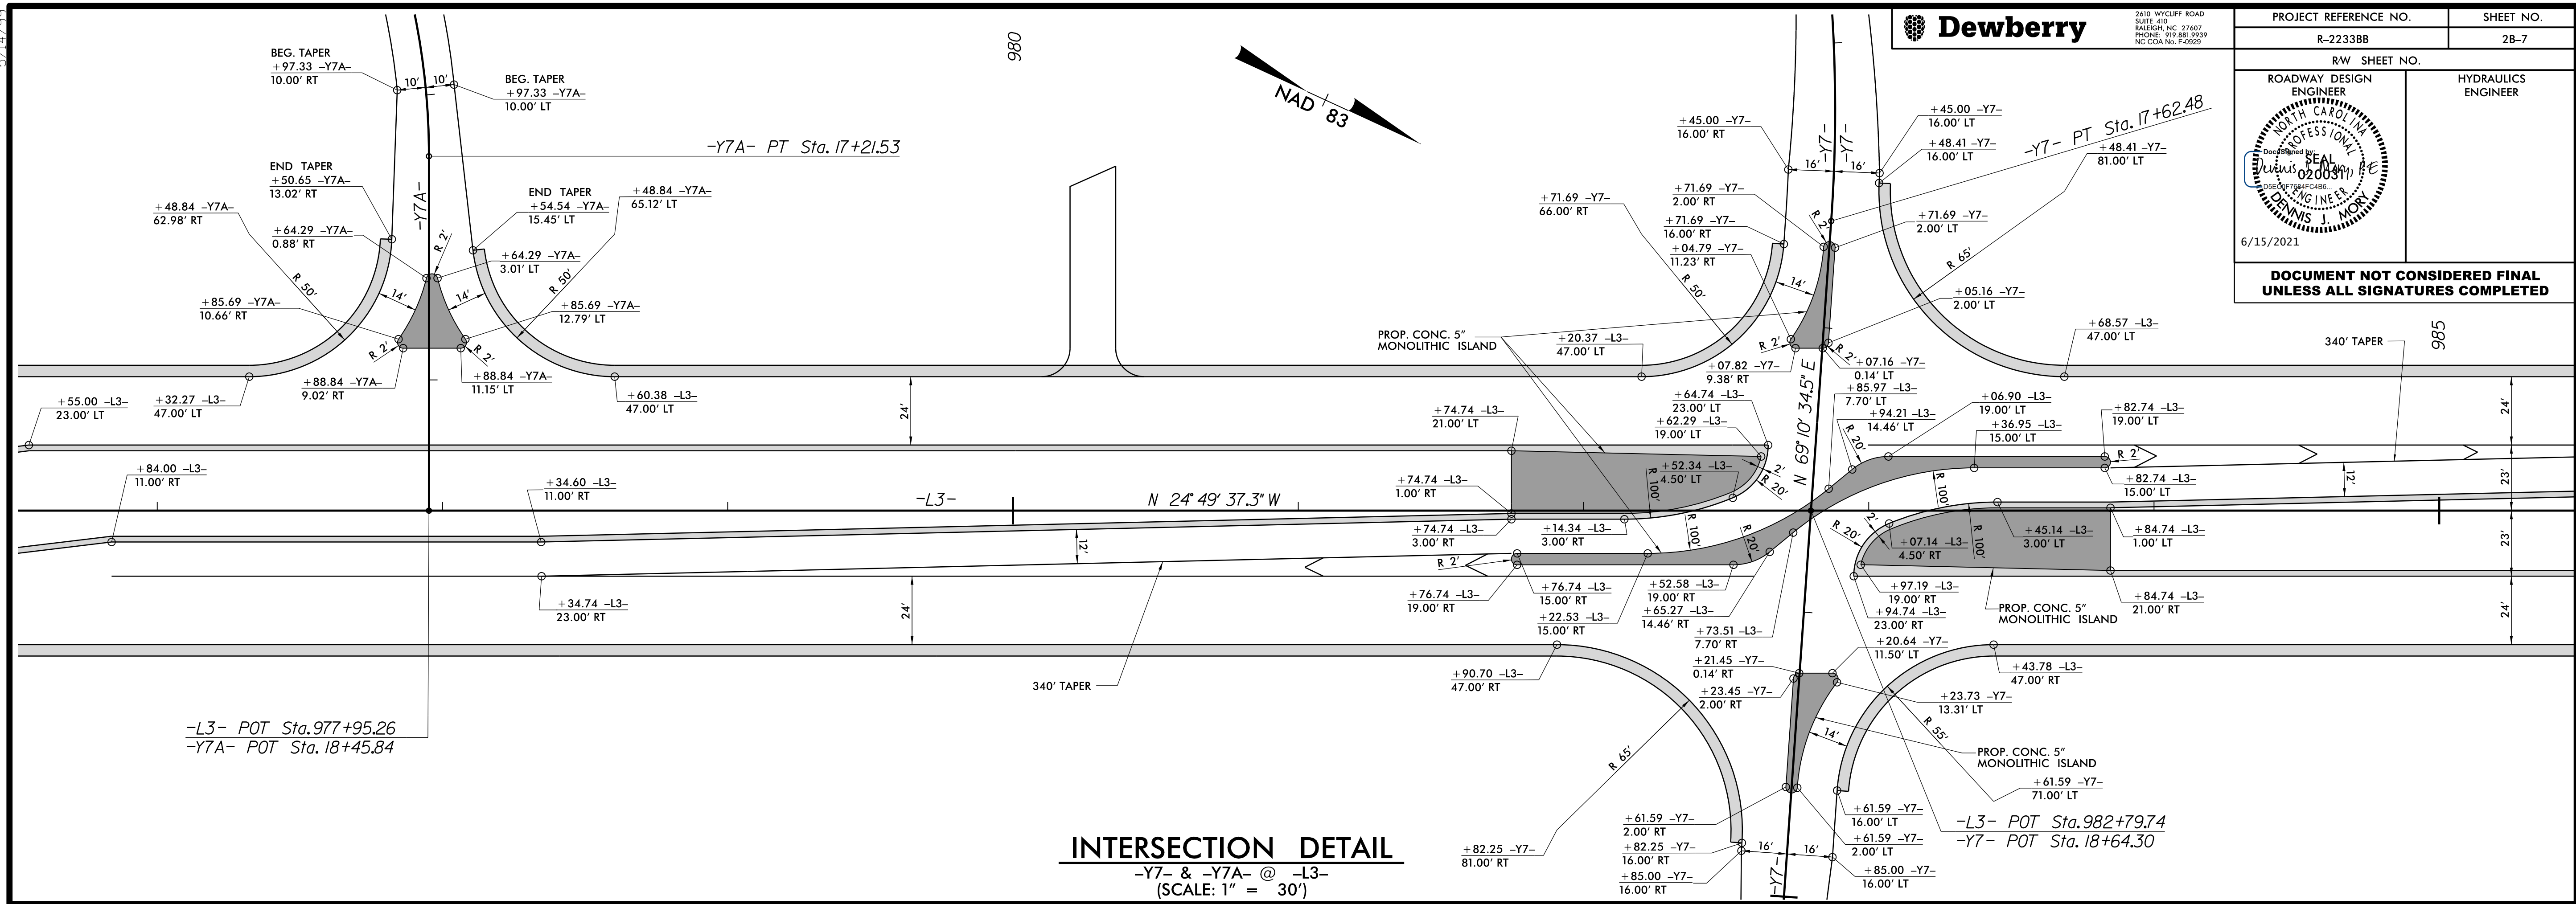 Dewberry
2610 WYCLIFF ROAD
SUITE 410
RALEIGH, NC 27607
PHONE: 919.881.9939
NC COA No. F-0929
PROJECT REFERENCE NO.
SHEET NO.
R-2233BB
2B-7
R/W SHEET NO.
ROADWAY DESIGN
ENGINEER
HYDRAULICS
ENGINEER
NORTH CAROLINA
PROFESSIONAL
DocuSigned by:
SEAL
020031
ENGINEER
DENNIS J. MORY
6/15/2021
DOCUMENT NOT CONSIDERED FINAL
UNLESS ALL SIGNATURES COMPLETED
980
NAD 83
985
BEG. TAPER
+97.33 -Y7A-
10.00' RT
10'
10'
BEG. TAPER
+97.33 -Y7A-
10.00' LT
-Y7A- PT Sta. 17+21.53
END TAPER
+50.65 -Y7A-
13.02' RT
-Y7A-
END TAPER
+54.54 -Y7A-
15.45' LT
+48.84 -Y7A-
65.12' LT
+48.84 -Y7A-
62.98' RT
+64.29 -Y7A-
0.88' RT
R 2'
+64.29 -Y7A-
3.01' LT
R 50'
14'
14'
R 50'
+85.69 -Y7A-
10.66' RT
+85.69 -Y7A-
12.79' LT
R 2'
R 2'
+88.84 -Y7A-
9.02' RT
+88.84 -Y7A-
11.15' LT
+55.00 -L3-
23.00' LT
+32.27 -L3-
47.00' LT
+60.38 -L3-
47.00' LT
24'
+84.00 -L3-
11.00' RT
+34.60 -L3-
11.00' RT
-L3-
N 24° 49' 37.3" W
12'
+34.74 -L3-
23.00' RT
24'
340' TAPER
-L3- POT Sta. 977+95.26
-Y7A- POT Sta. 18+45.84
+45.00 -Y7-
16.00' RT
-Y7-
-Y7-
16'
16'
+45.00 -Y7-
16.00' LT
+48.41 -Y7-
16.00' LT
-Y7- PT Sta. 17+62.48
+48.41 -Y7-
81.00' LT
+71.69 -Y7-
66.00' RT
+71.69 -Y7-
2.00' RT
+71.69 -Y7-
16.00' RT
+04.79 -Y7-
11.23' RT
R 2'
+71.69 -Y7-
2.00' LT
R 65'
R 50'
14'
+05.16 -Y7-
2.00' LT
PROP. CONC. 5"
MONOLITHIC ISLAND
+20.37 -L3-
47.00' LT
R 2'
R 2'
+07.82 -Y7-
9.38' RT
+07.16 -Y7-
0.14' LT
+68.57 -L3-
47.00' LT
340' TAPER
N 69° 10' 34.5" E
+85.97 -L3-
7.70' LT
+64.74 -L3-
23.00' LT
+74.74 -L3-
21.00' LT
+62.29 -L3-
19.00' LT
+94.21 -L3-
14.46' LT
+06.90 -L3-
19.00' LT
+36.95 -L3-
15.00' LT
+82.74 -L3-
19.00' LT
24'
R 20'
R 2'
2'
R 20'
+52.34 -L3-
4.50' LT
R 100'
+74.74 -L3-
1.00' RT
R 100'
+82.74 -L3-
15.00' LT
12'
23'
+74.74 -L3-
3.00' RT
+14.34 -L3-
3.00' RT
R 100'
R 20'
R 20'
2'
+07.14 -L3-
4.50' RT
R 100'
+45.14 -L3-
3.00' LT
+84.74 -L3-
1.00' LT
23'
R 2'
+76.74 -L3-
19.00' RT
+76.74 -L3-
15.00' RT
+22.53 -L3-
15.00' RT
+52.58 -L3-
19.00' RT
+65.27 -L3-
14.46' RT
+73.51 -L3-
7.70' RT
+97.19 -L3-
19.00' RT
+94.74 -L3-
23.00' RT
PROP. CONC. 5"
MONOLITHIC ISLAND
+84.74 -L3-
21.00' RT
24'
+90.70 -L3-
47.00' RT
+21.45 -Y7-
0.14' RT
+23.45 -Y7-
2.00' RT
+20.64 -Y7-
11.50' LT
+43.78 -L3-
47.00' RT
+23.73 -Y7-
13.31' LT
R 55'
14'
R 65'
PROP. CONC. 5"
MONOLITHIC ISLAND
+61.59 -Y7-
71.00' LT
+61.59 -Y7-
2.00' RT
+61.59 -Y7-
16.00' LT
+61.59 -Y7-
2.00' LT
-L3- POT Sta. 982+79.74
-Y7- POT Sta. 18+64.30
+82.25 -Y7-
81.00' RT
+82.25 -Y7-
16.00' RT
16'
16'
+85.00 -Y7-
16.00' RT
+85.00 -Y7-
16.00' LT
-Y7-
INTERSECTION DETAIL
-Y7- & -Y7A- @ -L3-
(SCALE: 1" = 30')